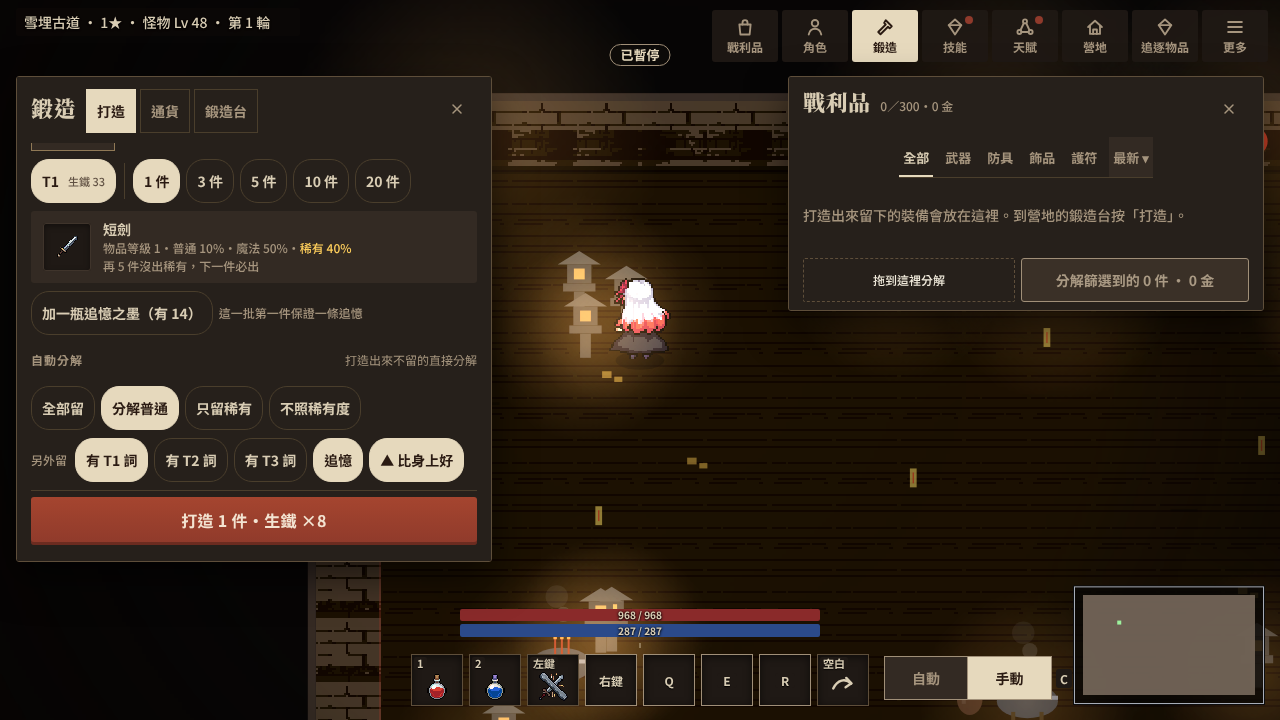 雪埋古道 • 1★ • 怪物 Lv 48 • 第 1 輪
已暫停
戰利品
角色
鍛造
技能
天賦
營地
追逐物品
更多
鍛造
打造
通貨
鍛造台
×
T1 生鐵 33
1 件
3 件
5 件
10 件
20 件
短劍
物品等級 1・普通 10%・魔法 50%・稀有 40%
再 5 件沒出稀有，下一件必出
加一瓶追憶之墨（有 14）
這一批第一件保證一條追憶
自動分解
打造出來不留的直接分解
全部留
分解普通
只留稀有
不照稀有度
另外留
有 T1 詞
有 T2 詞
有 T3 詞
追憶
▲ 比身上好
打造 1 件・生鐵 ×8
戰利品
0／300・0 金
×
全部
武器
防具
飾品
護符
最新 ▾
打造出來留下的裝備會放在這裡。到營地的鍛造台按「打造」。
拖到這裡分解
分解篩選到的 0 件 • 0 金
968 / 968
287 / 287
1
2
左鍵
右鍵
Q
E
R
空白
自動
手動
C